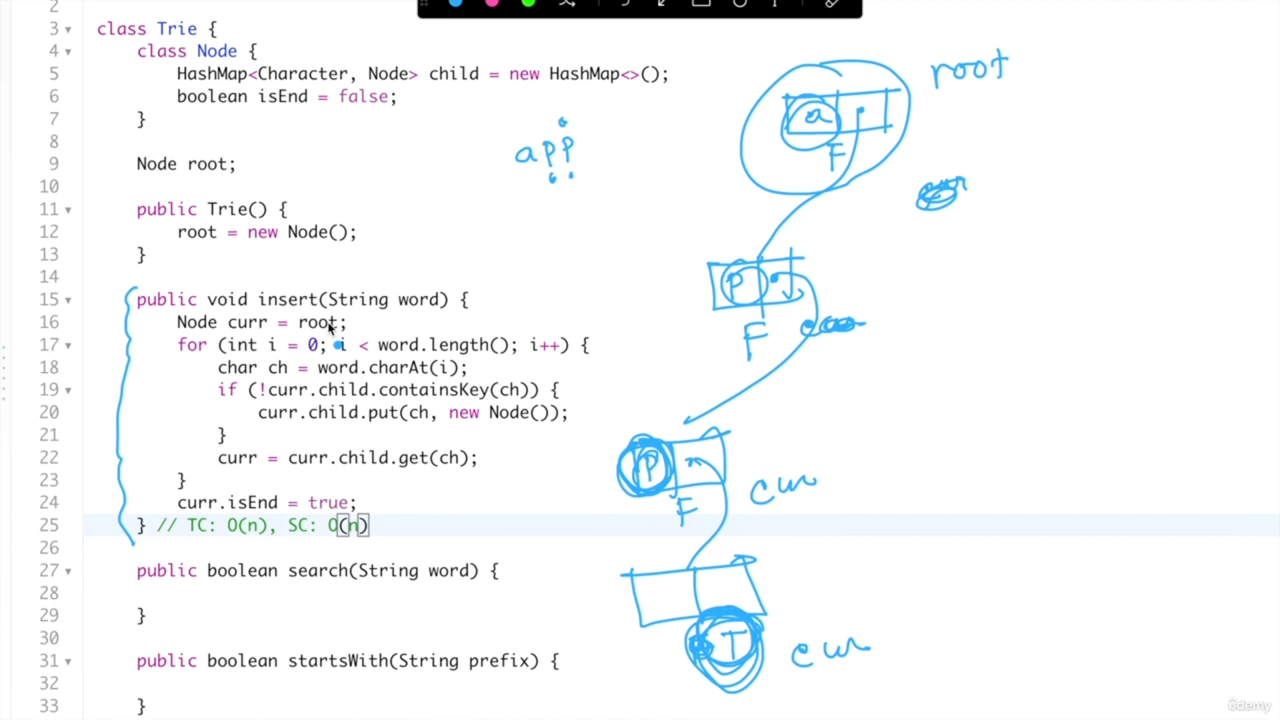 2
3 class Trie {
4 class Node {
5 HashMap<Character, Node> child = new HashMap<>();
6 boolean isEnd = false;
7 }
8
9 Node root;
10
11 public Trie() {
12 root = new Node();
13 }
14
15 public void insert(String word) {
16 Node curr = root;
17 for (int i = 0; i < word.length(); i++) {
18 char ch = word.charAt(i);
19 if (!curr.child.containsKey(ch)) {
20 curr.child.put(ch, new Node());
21 }
22 curr = curr.child.get(ch);
23 }
24 curr.isEnd = true;
25 } // TC: O(n), SC: O(n)
26
27 public boolean search(String word) {
28
29 }
30
31 public boolean startsWith(String prefix) {
32
33 }
app
root
a
F
P
F
P
F
cur
T
cur
ûdemy